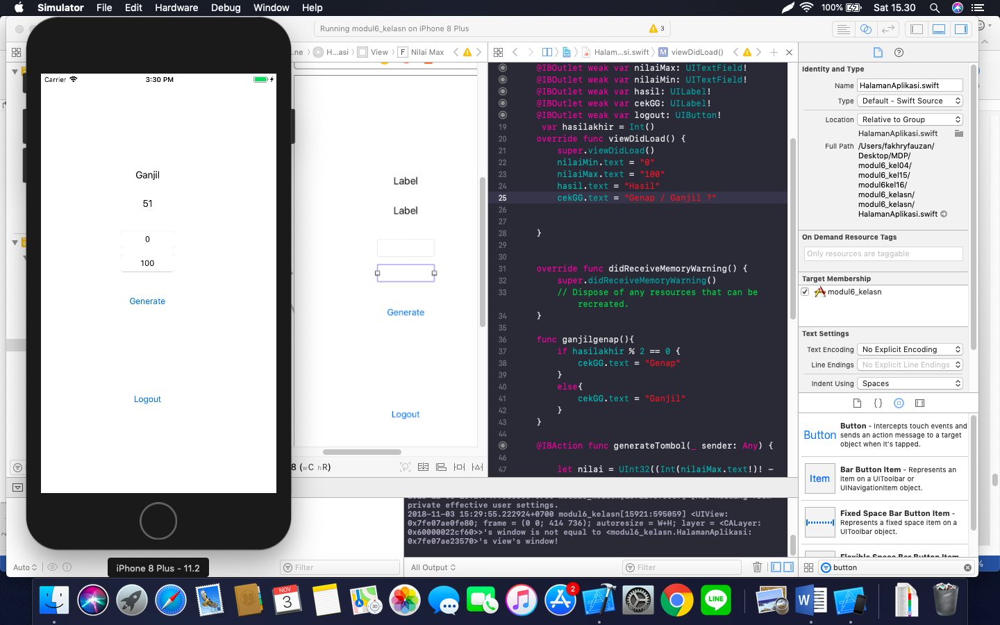 Simulator File Edit Hardware Debug Window Help
100% Sat 15.30
Running modul6_kelasn on iPhone 8 Plus
3
...ne H...asi View F Nilai Max
Halam...si.swift M viewDidLoad()
Carrier 3:30 PM
Ganjil
51
0
100
Generate
Logout
iPhone 8 Plus - 11.2
Label
Label
Generate
Logout
8 (wC hR)
@IBOutlet weak var nilaiMax: UITextField!
@IBOutlet weak var nilaiMin: UITextField!
@IBOutlet weak var hasil: UILabel!
@IBOutlet weak var cekGG: UILabel!
@IBOutlet weak var logout: UIButton!
19 var hasilakhir = Int()
20 override func viewDidLoad() {
21 super.viewDidLoad()
22 nilaiMin.text = "0"
23 nilaiMax.text = "100"
24 hasil.text = "Hasil"
25 cekGG.text = "Genap / Ganjil ?"
26
27
28 }
29
30
31 override func didReceiveMemoryWarning() {
32 super.didReceiveMemoryWarning()
33 // Dispose of any resources that can be
recreated.
34 }
35
36 func ganjilgenap(){
37 if hasilakhir % 2 == 0 {
38 cekGG.text = "Genap"
39 }
40 else{
41 cekGG.text = "Ganjil"
42 }
43 }
44
@IBAction func generateTombol(_ sender: Any) {
46
47 let nilai = UInt32((Int(nilaiMax.text!)! -
private effective user settings.
2018-11-03 15:29:55.222924+0700 modul6_kelasn[15921:595059] <UIView:
0x7fe07ae0fe80; frame = (0 0; 414 736); autoresize = W+H; layer = <CALayer:
0x60000022cf60>>'s window is not equal to <modul6_kelasn.HalamanAplikasi:
0x7fe07ae23570>'s view's window!
Auto
Filter
All Output
Filter
Identity and Type
Name HalamanAplikasi.swift
Type Default - Swift Source
Location Relative to Group
HalamanAplikasi.swift
Full Path /Users/fakhryfauzan/
Desktop/MDP/
modul6_kel04/
modul6_kel15/
modul6kel16/
modul6_kelasn/
modul6_kelasn/
HalamanAplikasi.swift
On Demand Resource Tags
Only resources are taggable
Target Membership
modul6_kelasn
Text Settings
Text Encoding No Explicit Encoding
Line Endings No Explicit Line Endings
Indent Using Spaces
Button Button - Intercepts touch events and
sends an action message to a target
object when it's tapped.
Item Bar Button Item - Represents an
item on a UIToolbar or
UINavigationItem object.
Fixed Space Bar Button Item -
Represents a fixed space item on a
UIToolbar object.
Flexible Space Bar Button Item
button
%
NOV
3
3D
2
LINE
W